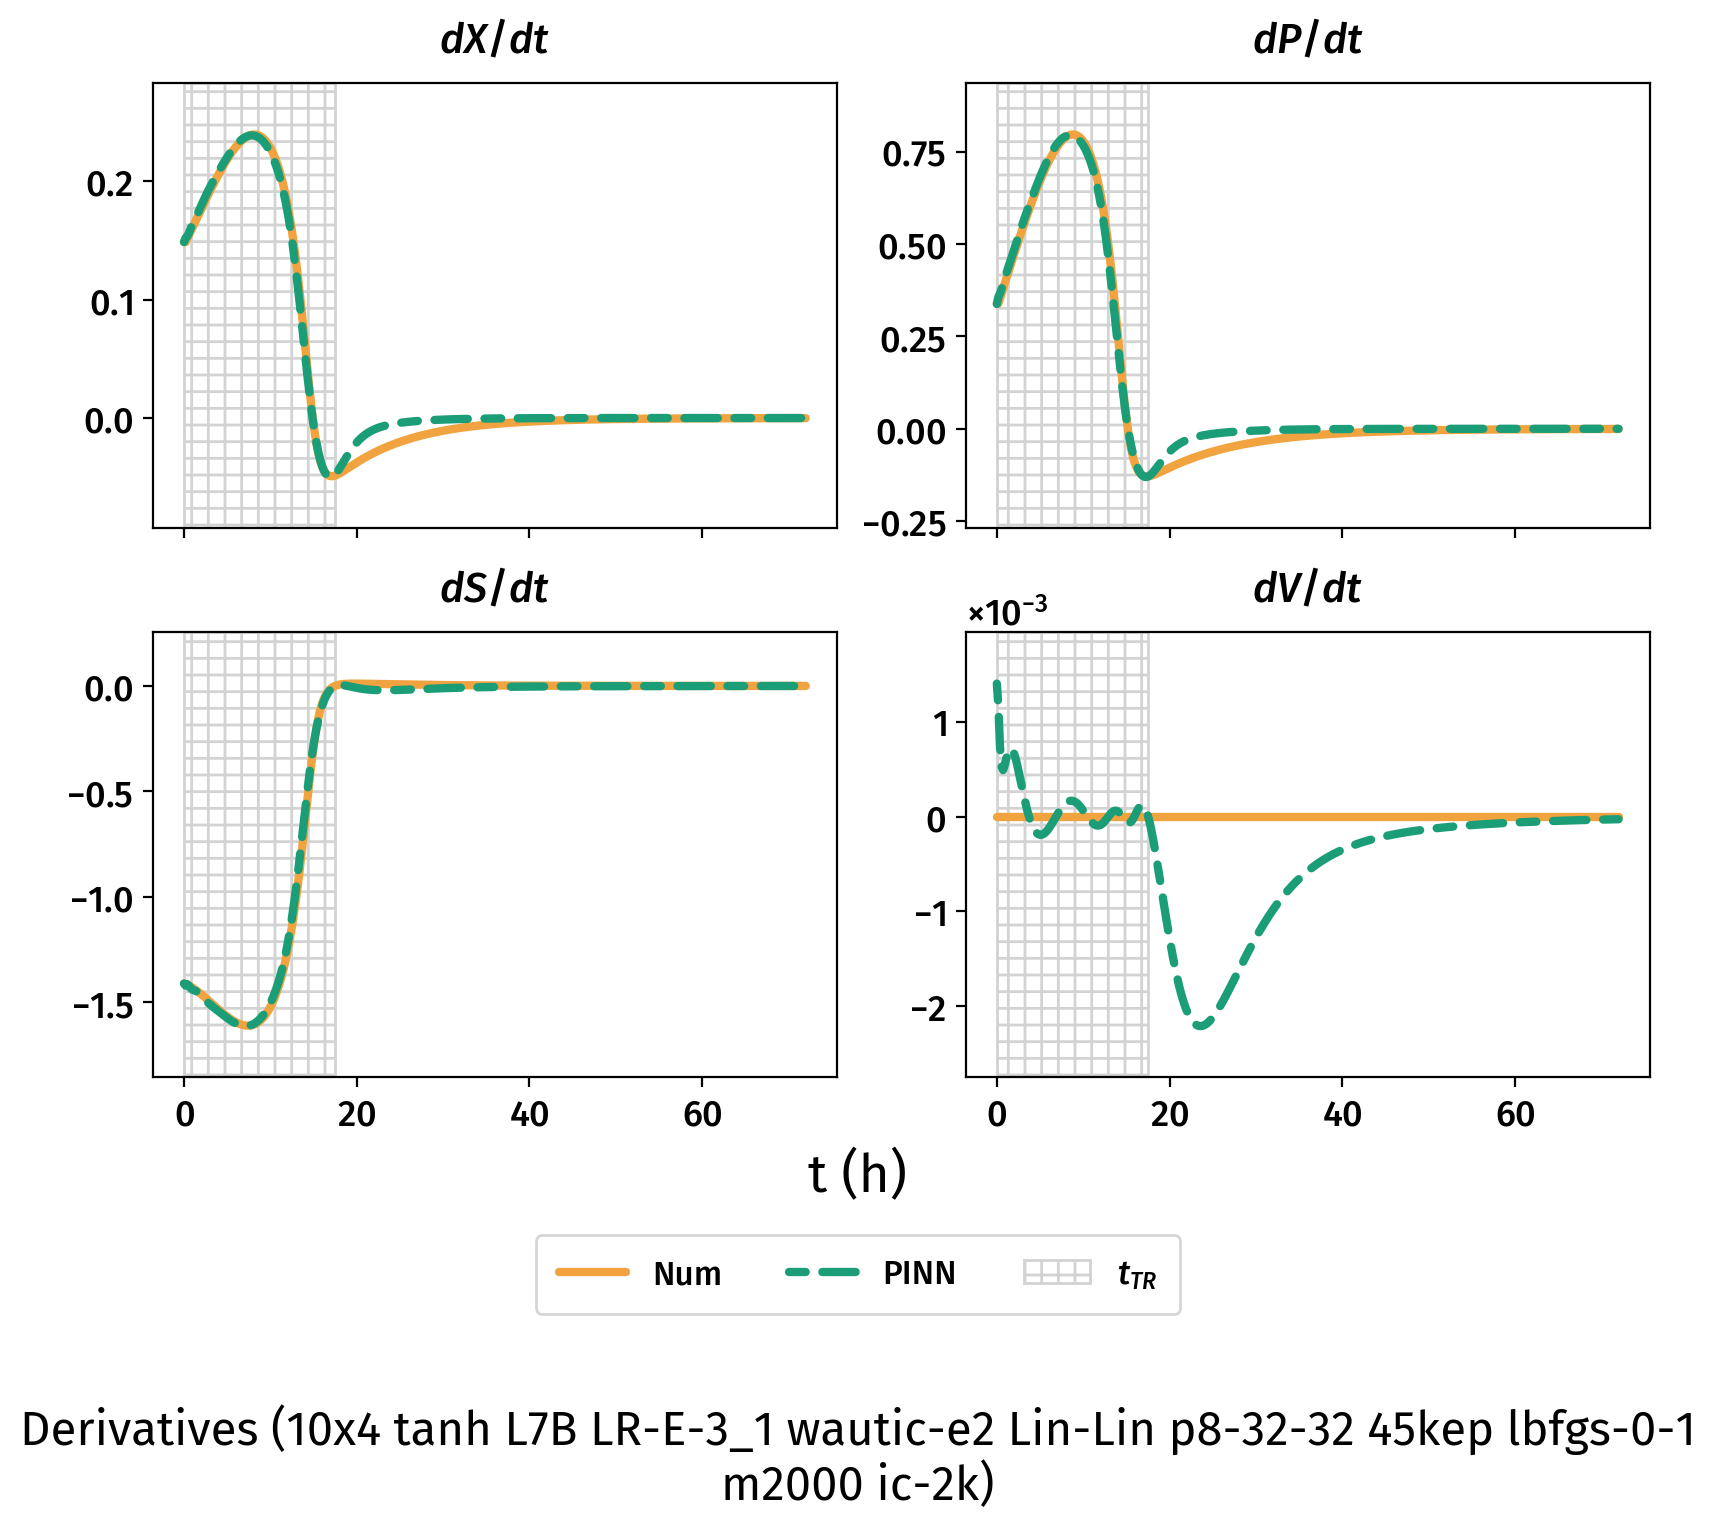 dX/dt
dP/dt
0.2
0.1
0.0
0.75
0.50
0.25
0.00
−0.25
dS/dt
dV/dt
×10⁻³
0.0
−0.5
−1.0
−1.5
1
0
−1
−2
0 20 40 60
0 20 40 60
t (h)
Num PINN t_TR
Derivatives (10x4 tanh L7B LR-E-3_1 wautic-e2 Lin-Lin p8-32-32 45kep lbfgs-0-1
m2000 ic-2k)